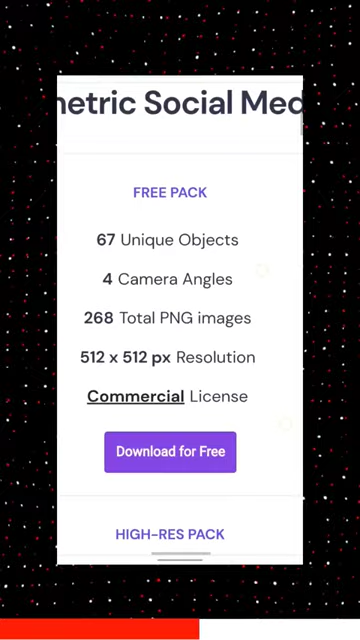 netric Social Med
FREE PACK
67 Unique Objects
4 Camera Angles
268 Total PNG images
512 x 512 px Resolution
Commercial License
Download for Free
HIGH-RES PACK